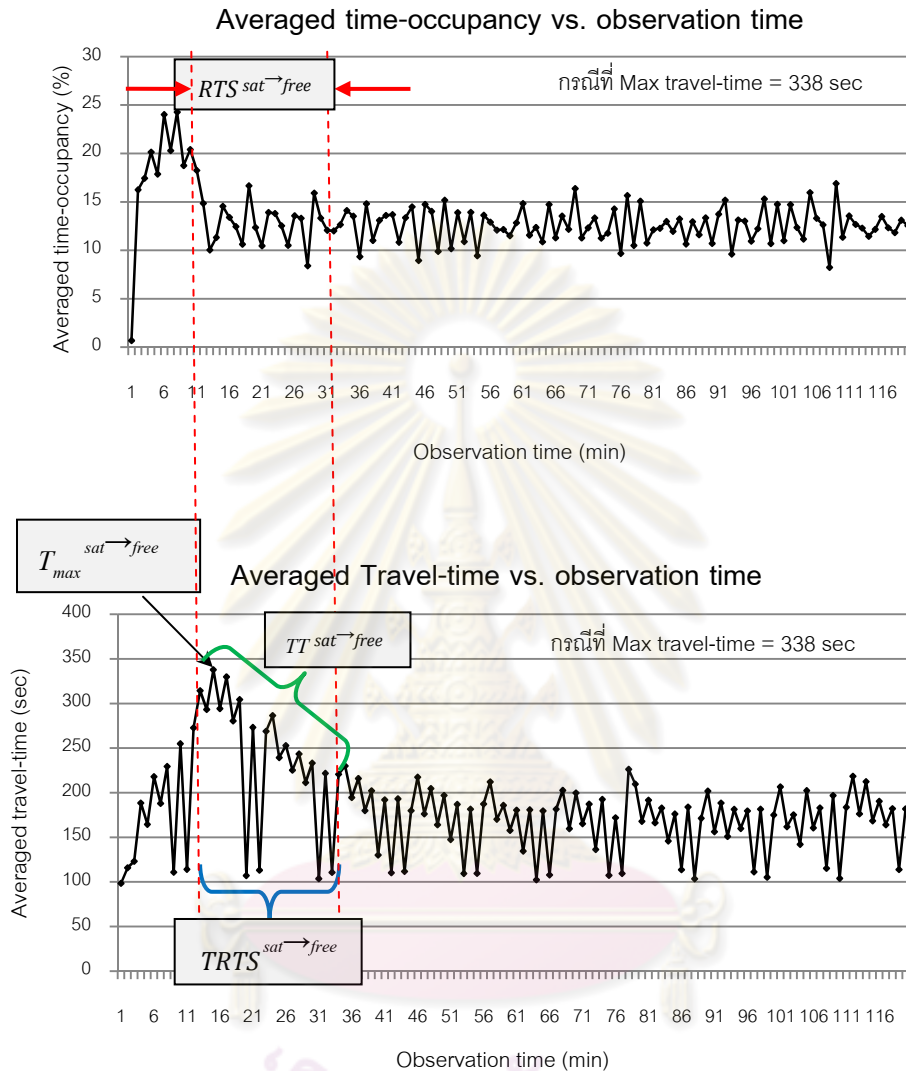 Averaged time-occupancy vs. observation time
กรณีที่ Max travel-time = 338 sec
RTS sat→free
Averaged time-occupancy (%)
30
25
20
15
10
5
0
1 6 11 16 21 26 31 36 41 46 51 56 61 66 71 76 81 86 91 96 101 106 111 116
Observation time (min)
T max sat→free
Averaged Travel-time vs. observation time
กรณีที่ Max travel-time = 338 sec
TT sat→free
Averaged travel-time (sec)
400
350
300
250
200
150
100
50
0
TRTS sat→free
1 6 11 16 21 26 31 36 41 46 51 56 61 66 71 76 81 86 91 96 101 106 111 116
Observation time (min)